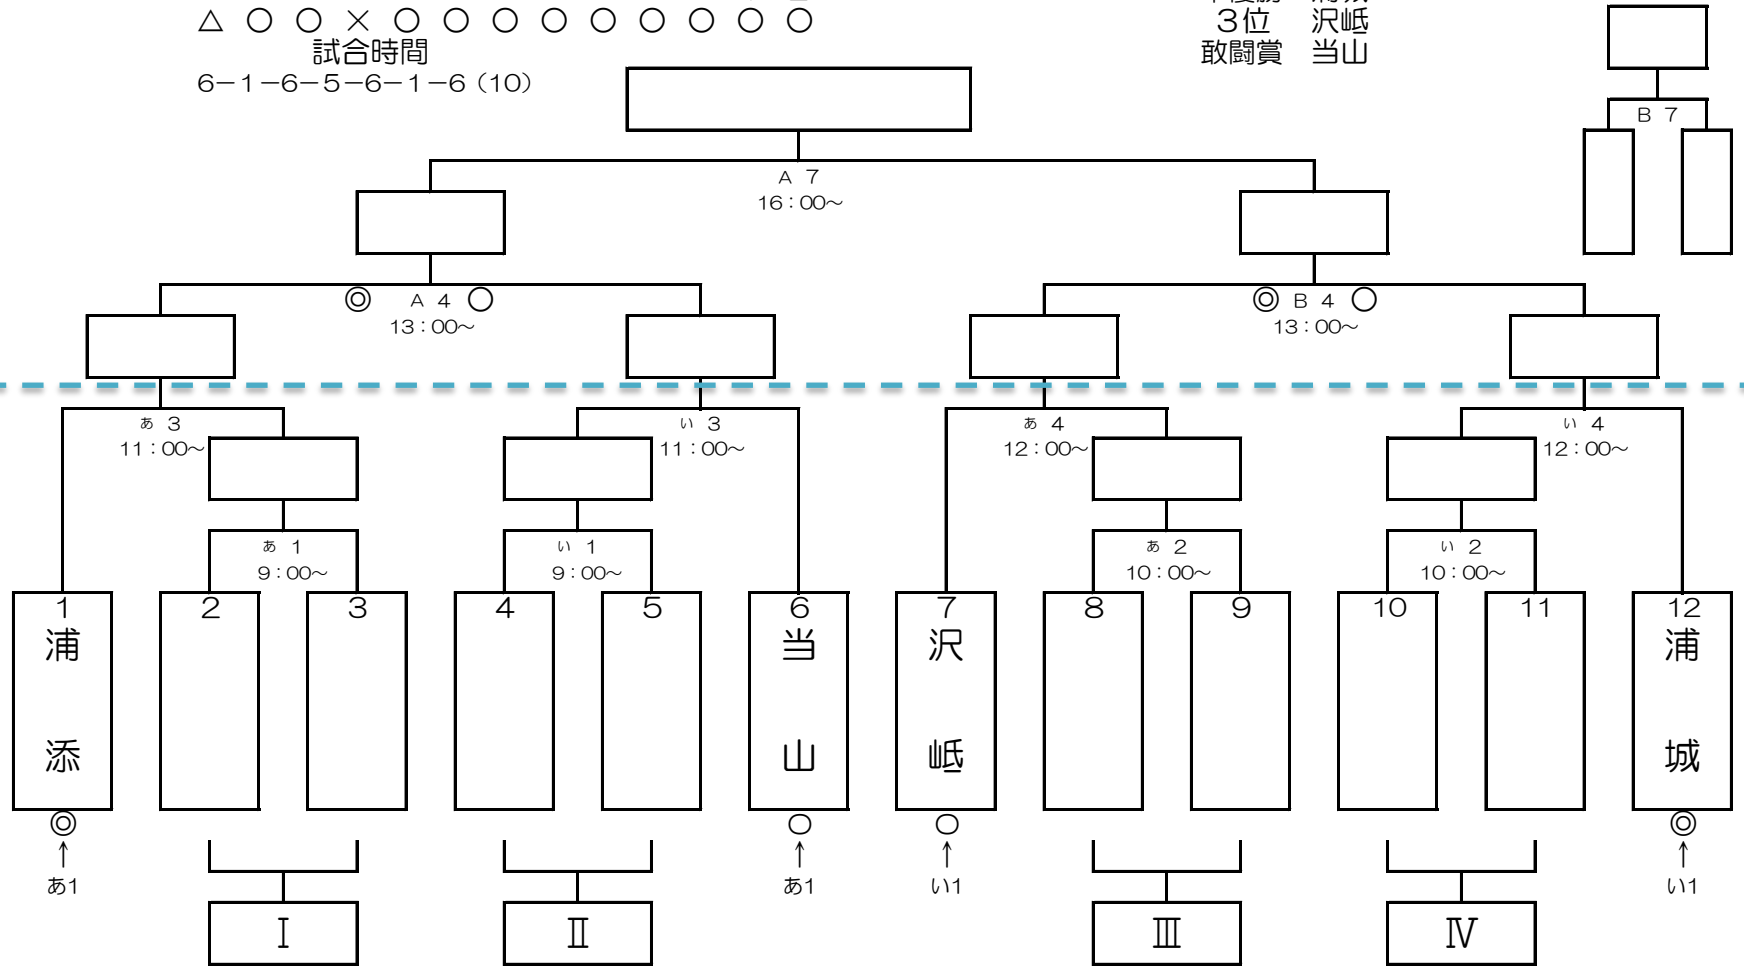 △ ○ ○ × ○ ○ ○ ○ ○ ○ ○ ○ ○
試合時間
6−1−6−5−6−1−6（10）
3位 沢岻
敢闘賞 当山
B 7
A 7
16：00～
◎ A 4 ○
13：00～
◎ B 4 ○
13：00～
あ 3
11：00～
い 3
11：00～
あ 4
12：00～
い 4
12：00～
あ 1
9：00～
い 1
9：00～
あ 2
10：00～
い 2
10：00～
1 2 3 4 5 6 7 8 9 10 11 12
浦添
当山
沢岻
浦城
◎ ○ ○ ◎
↑ ↑ ↑ ↑
あ1 あ1 い1 い1
Ⅰ Ⅱ Ⅲ Ⅳ